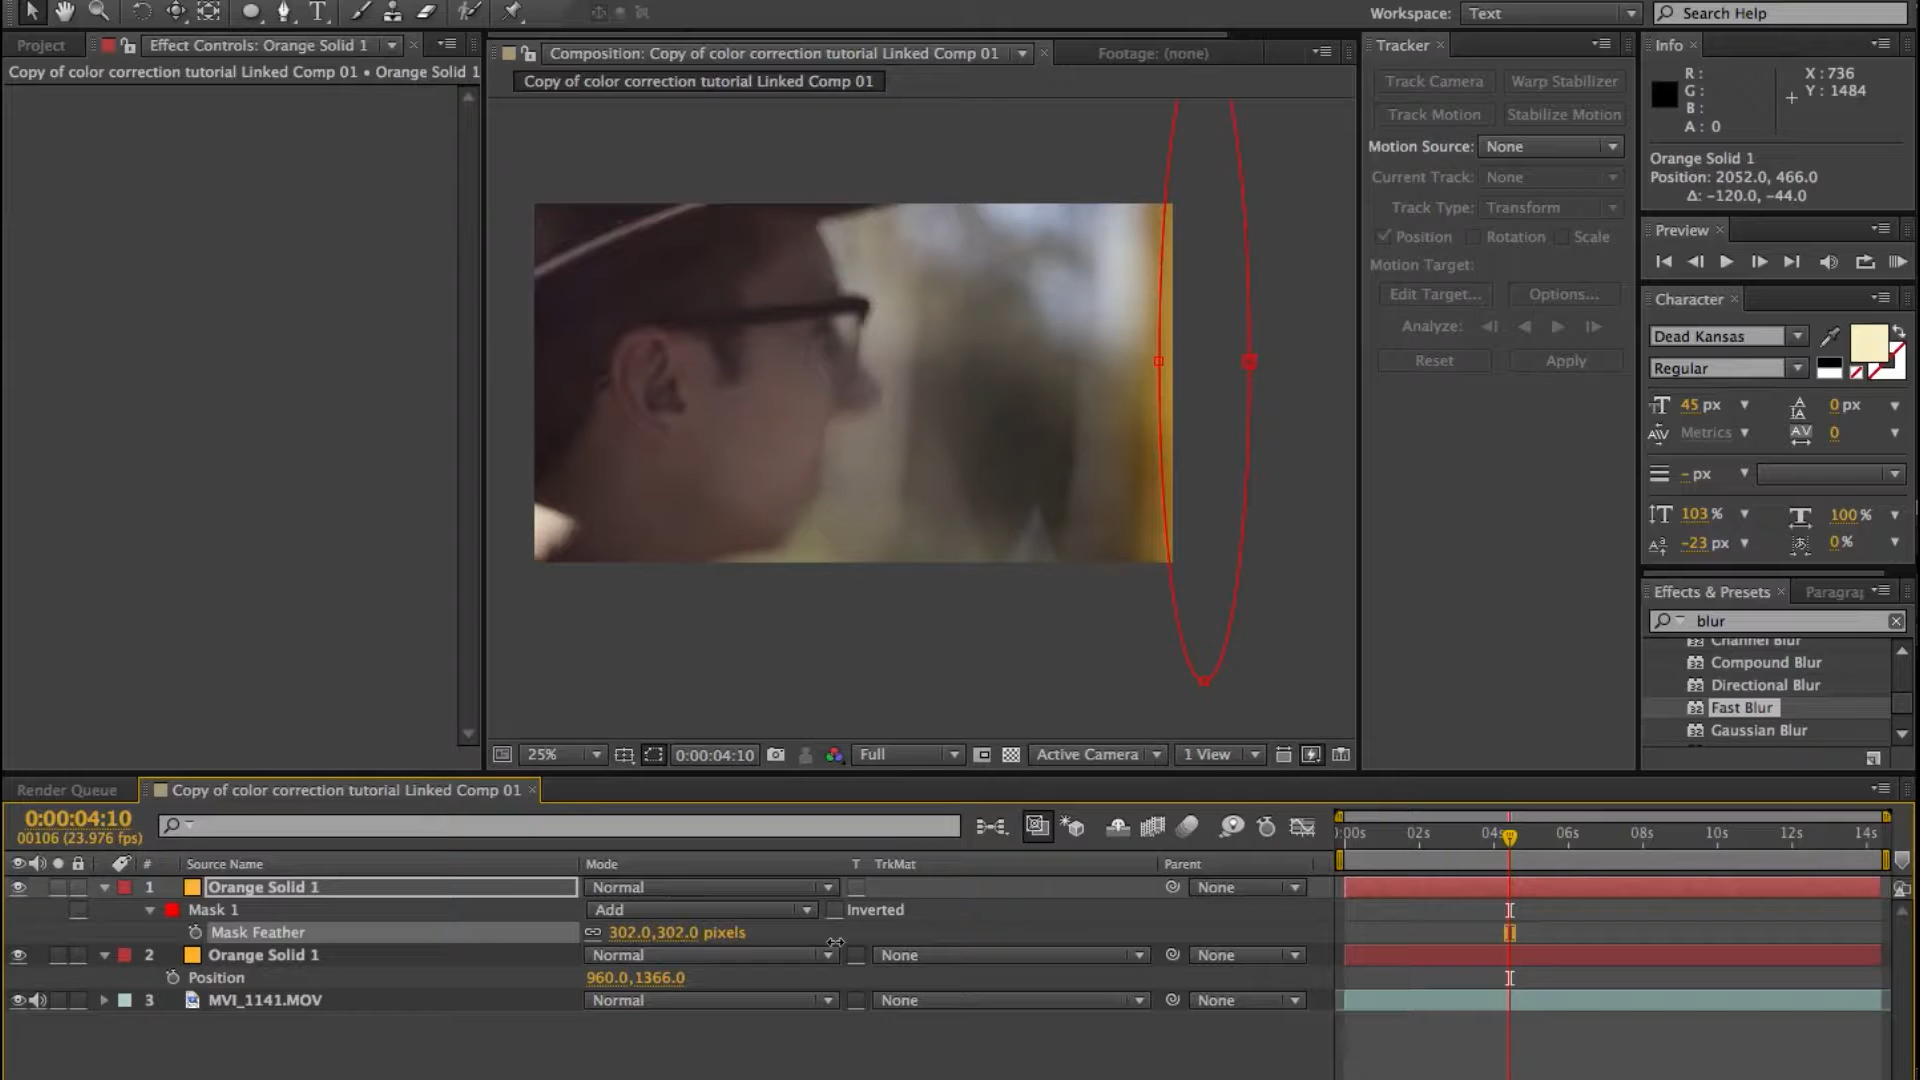 Workspace: Text
Search Help
Project
Effect Controls: Orange Solid 1
Copy of color correction tutorial Linked Comp 01 • Orange Solid 1
Composition: Copy of color correction tutorial Linked Comp 01
Footage: (none)
Copy of color correction tutorial Linked Comp 01
Tracker
Track Camera
Warp Stabilizer
Track Motion
Stabilize Motion
Motion Source: None
Current Track: None
Track Type: Transform
Position
Rotation
Scale
Motion Target:
Edit Target...
Options...
Analyze:
Reset
Apply
Info
R :
G :
B :
A : 0
X : 736
Y : 1484
Orange Solid 1
Position: 2052.0, 466.0
Δ: -120.0, -44.0
Preview
Character
Dead Kansas
Regular
45 px
0 px
Metrics
0
- px
103 %
100 %
-23 px
0 %
Effects & Presets
Paragrap
blur
Channel Blur
Compound Blur
Directional Blur
Fast Blur
Gaussian Blur
25%
0:00:04:10
Full
Active Camera
1 View
Render Queue
Copy of color correction tutorial Linked Comp 01
0:00:04:10
00106 (23.976 fps)
):00s 02s 04s 06s 08s 10s 12s 14s
# Source Name Mode T TrkMat Parent
1 Orange Solid 1 Normal None
Mask 1 Add Inverted
Mask Feather 302.0,302.0 pixels
2 Orange Solid 1 Normal None None
Position 960.0,1366.0
3 MVI_1141.MOV Normal None None